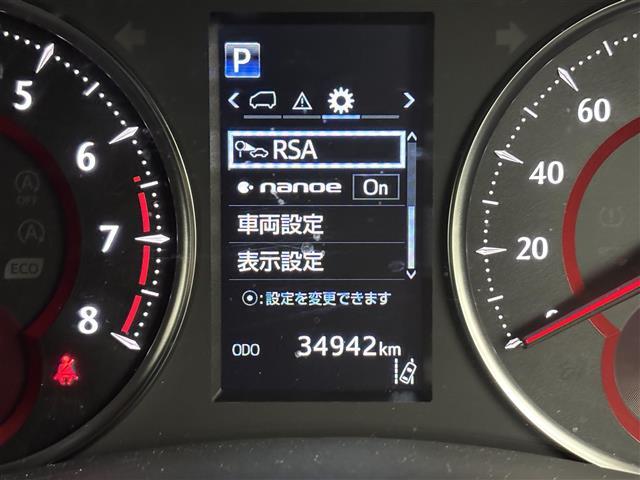 P
RSA
nanoe On
車両設定
表示設定
⦿:設定を変更できます
ODO 34942km
5
6
7
8
A
OFF
A
ECO
60
40
20